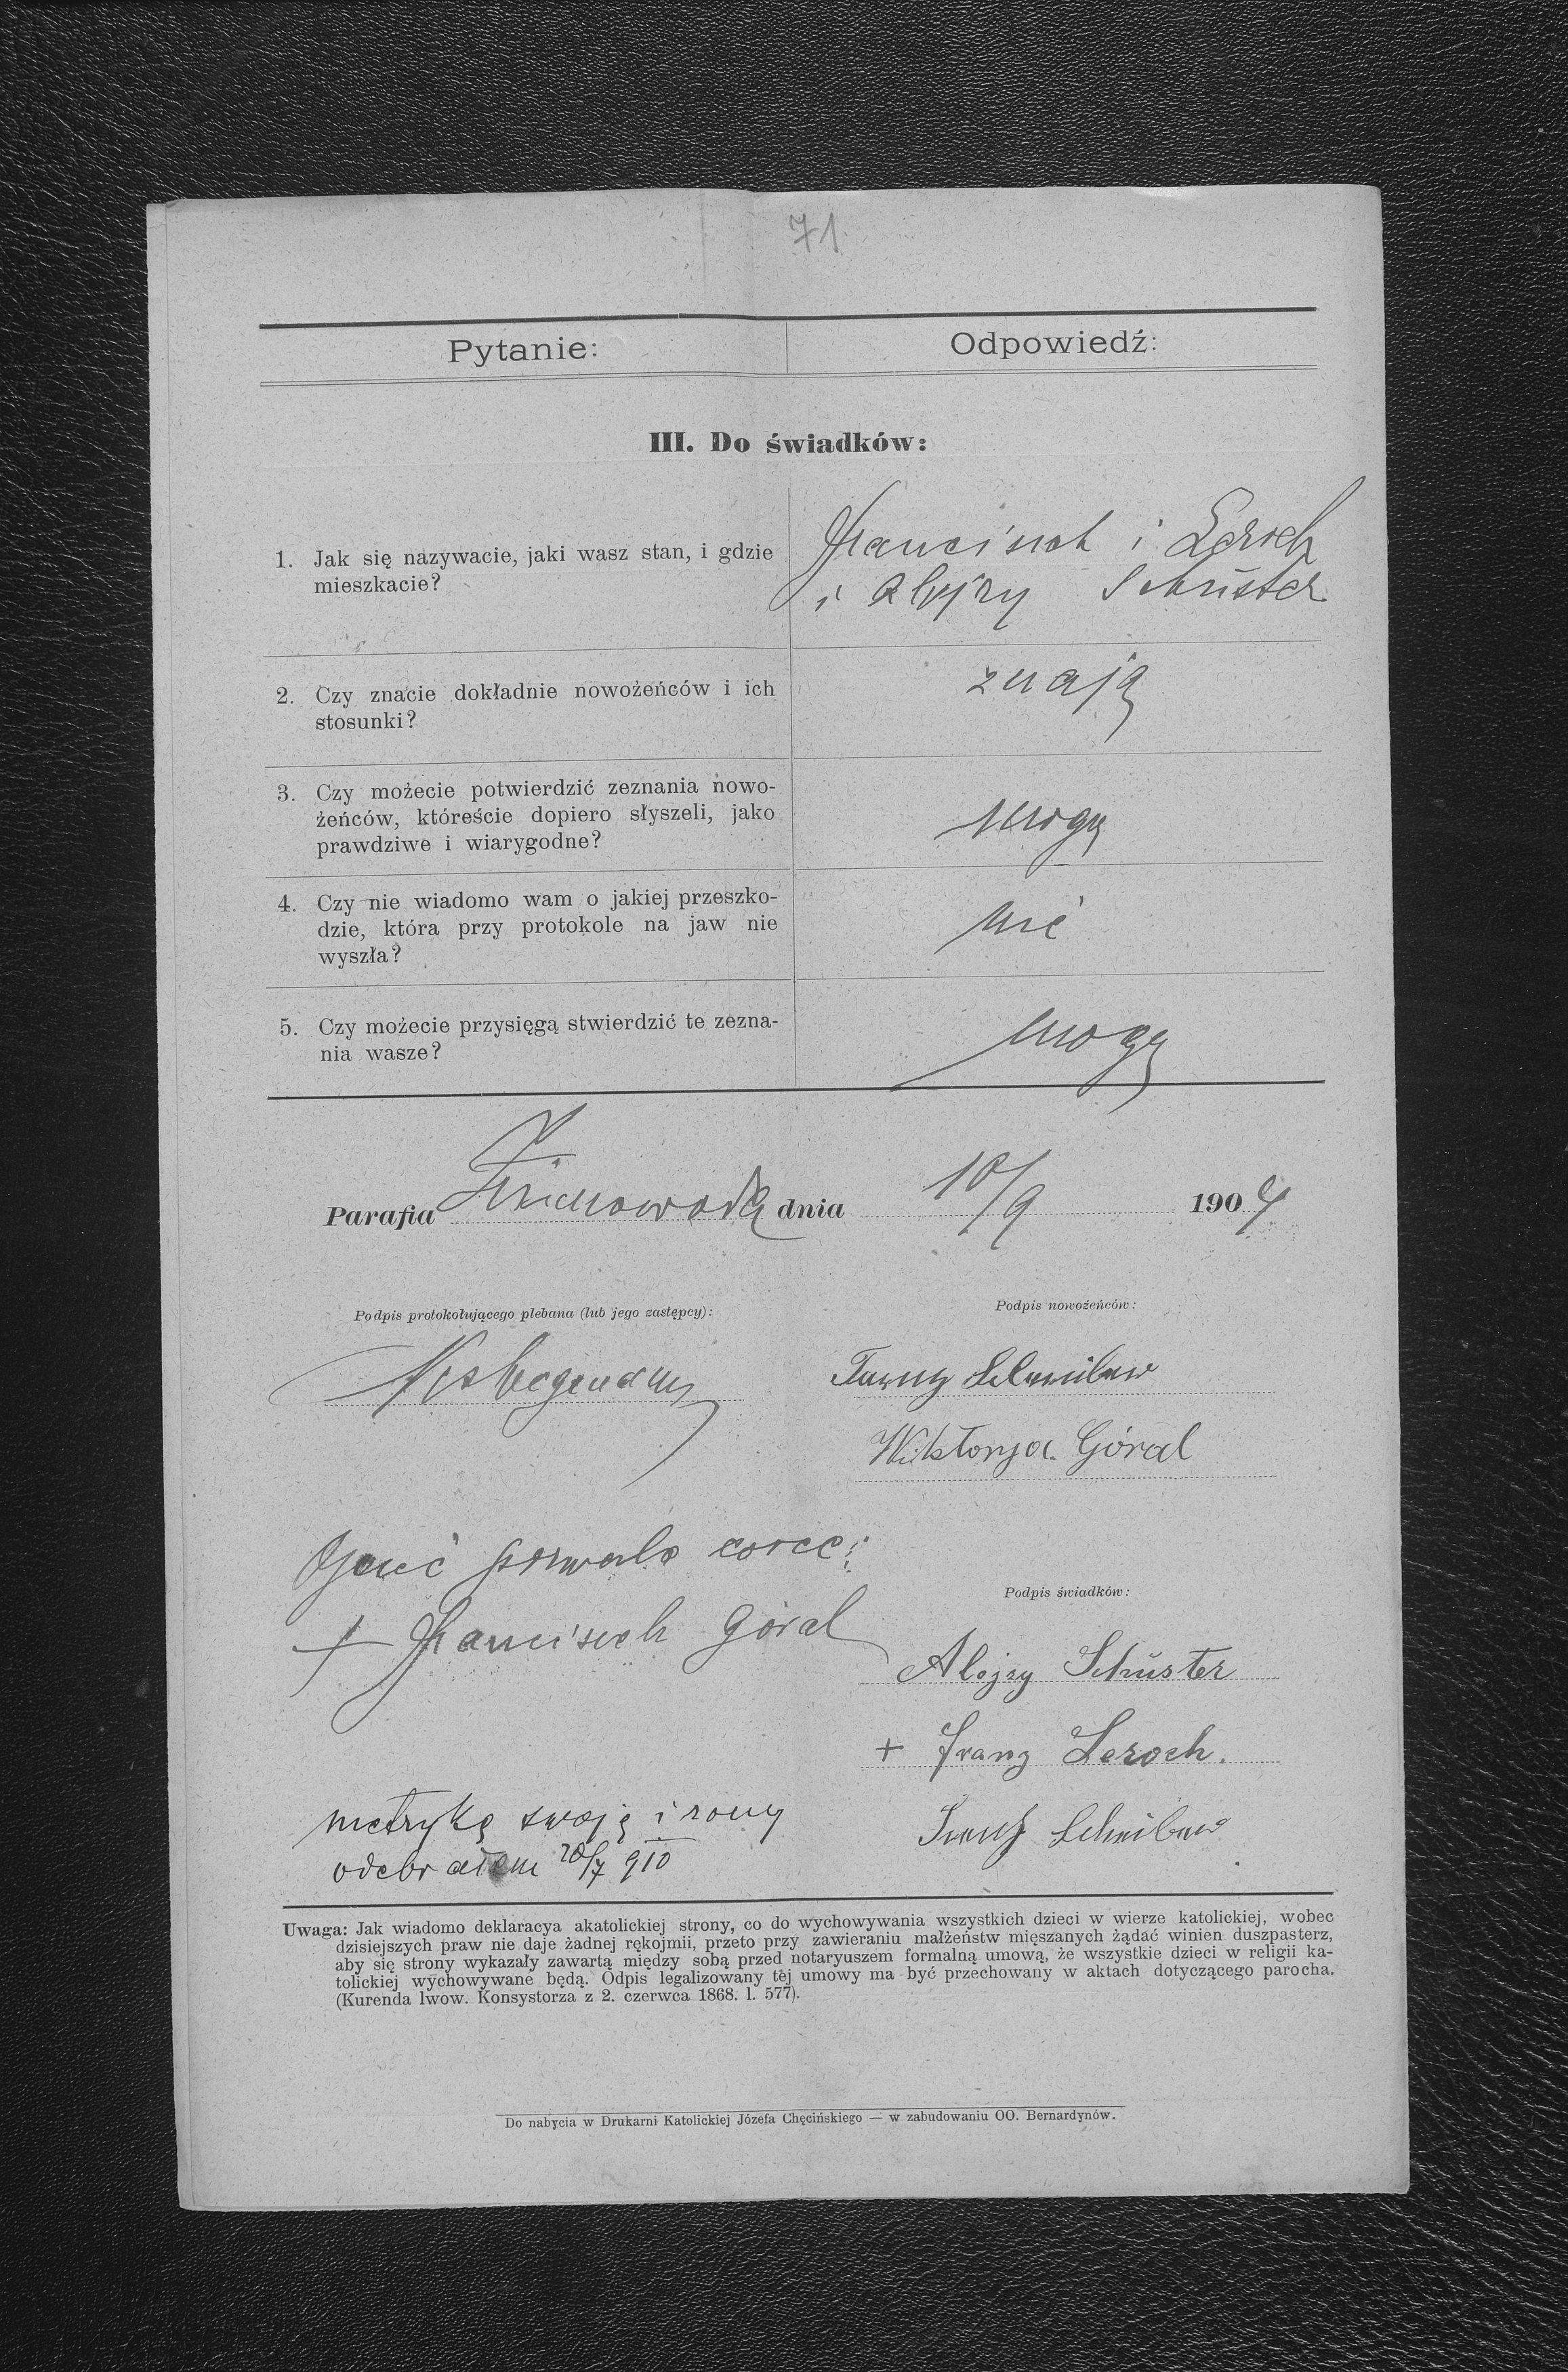 71
Pytanie: Odpowiedź:
III. Do świadków:
1. Jak się nazywacie, jaki wasz stan, i gdzie
mieszkacie?
Franciszek i Leroch
i Alojzy Schüster
2. Czy znacie dokładnie nowożeńców i ich
stosunki?
znają
3. Czy możecie potwierdzić zeznania nowo-
żeńców, któreście dopiero słyszeli, jako
prawdziwe i wiarygodne?
mogą
4. Czy nie wiadomo wam o jakiej przeszko-
dzie, która przy protokole na jaw nie
wyszła?
nie
5. Czy możecie przysięgą stwierdzić te zezna-
nia wasze?
mogą
Parafia Zimnowoda dnia 10/9 1904
Podpis protokołującego plebana (lub jego zastępcy):
Podpis nowożeńców:
Wiktorya Góral
Ojciec pozwala córce:
+ Franciszek Góral
Podpis świadków:
Alojzy Schüster
+ Franz Leroch.
metrykę swoję i żony
odebrałem 20/7 910
Uwaga: Jak wiadomo deklaracya akatolickiej strony, co do wychowywania wszystkich dzieci w wierze katolickiej, wobec
dzisiejszych praw nie daje żadnej rękojmii, przeto przy zawieraniu małżeństw mięszanych żądać winien duszpasterz,
aby się strony wykazały zawartą między sobą przed notaryuszem formalną umową, że wszystkie dzieci w religii ka-
tolickiej wychowywane będą. Odpis legalizowany tej umowy ma być przechowany w aktach dotyczącego parocha.
(Kurenda lwow. Konsystorza z 2. czerwca 1868. l. 577).
Do nabycia w Drukarni Katolickiej Józefa Chęcińskiego — w zabudowaniu OO. Bernardynów.